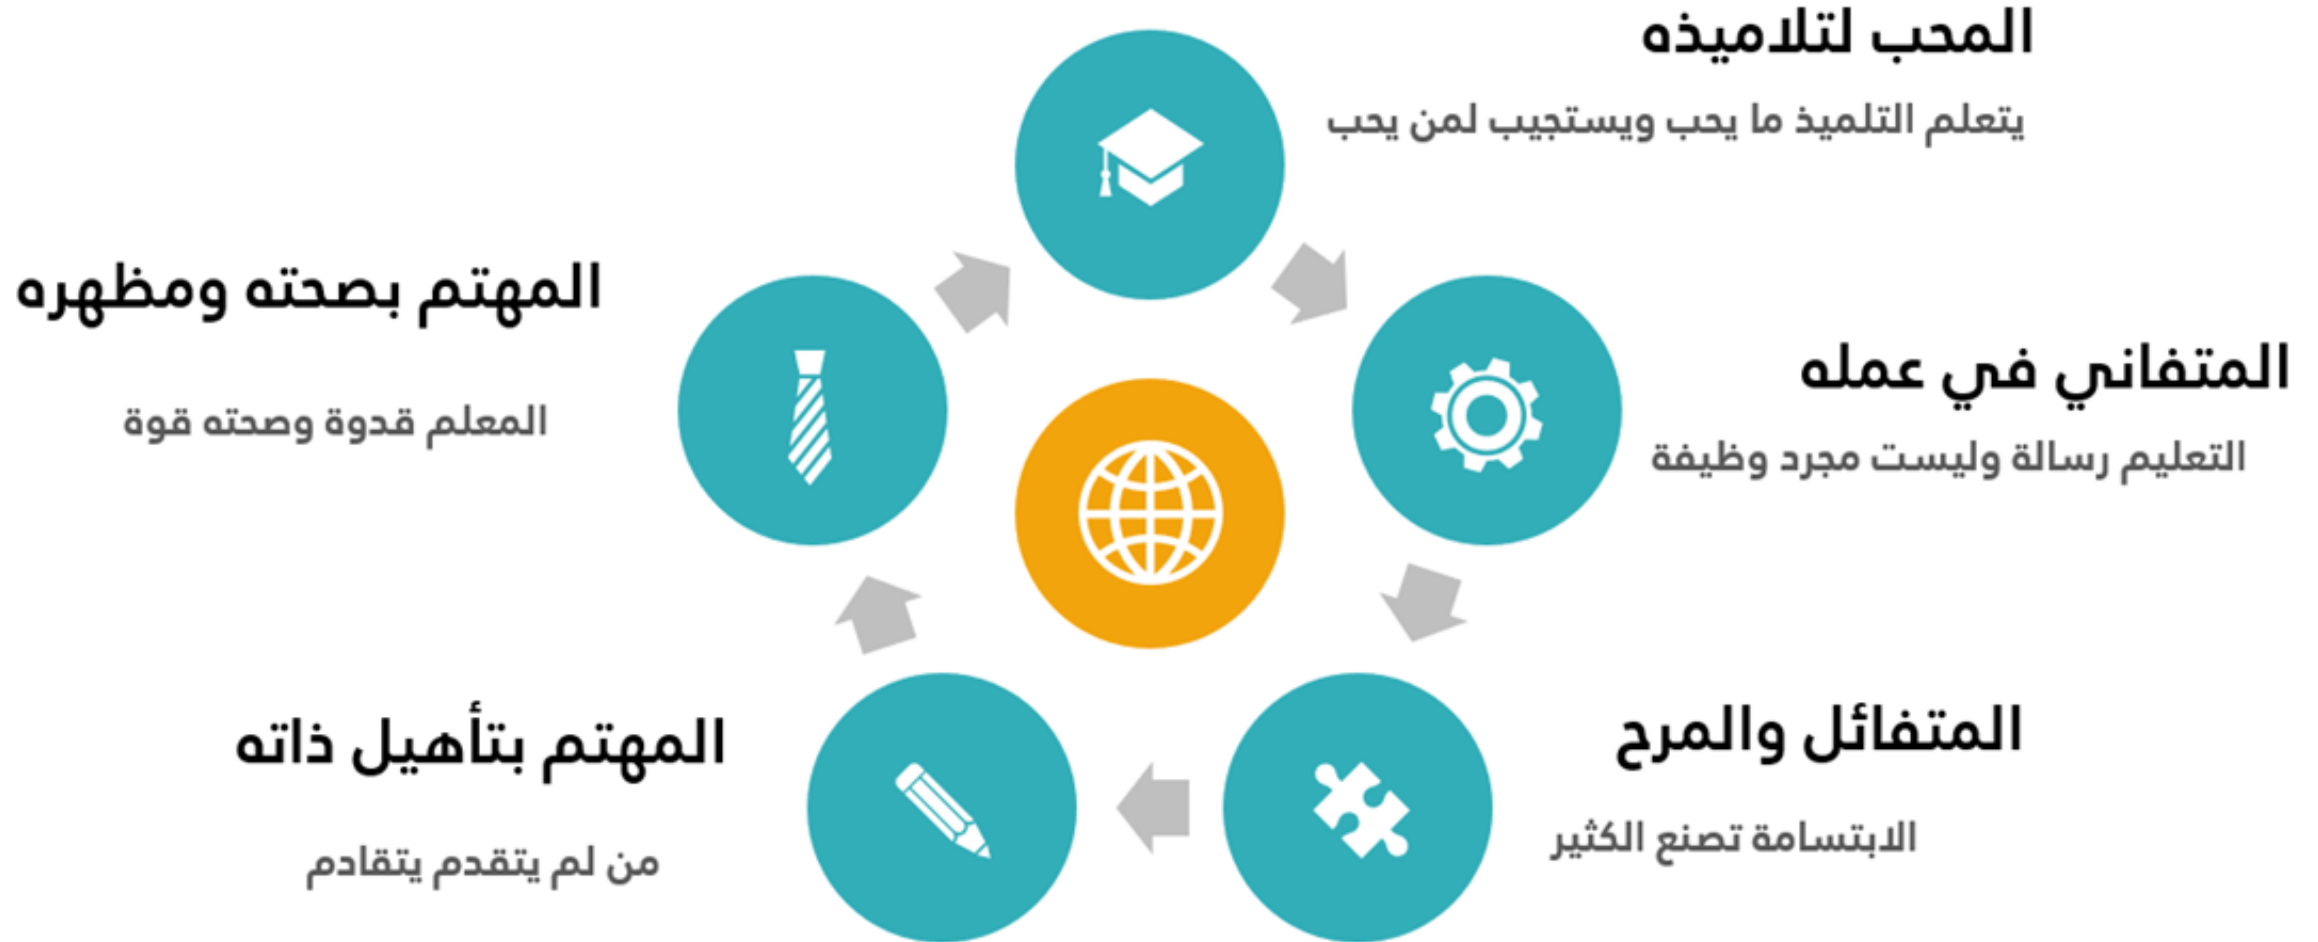 المحب لتلاميذه
يتعلم التلميذ ما يحب ويستجيب لمن يحب
المتفاني في عمله
التعليم رسالة وليست مجرد وظيفة
المتفائل والمرح
الابتسامة تصنع الكثير
المهتم بتأهيل ذاته
من لم يتقدم يتقادم
المهتم بصحته ومظهره
المعلم قدوة وصحته قوة